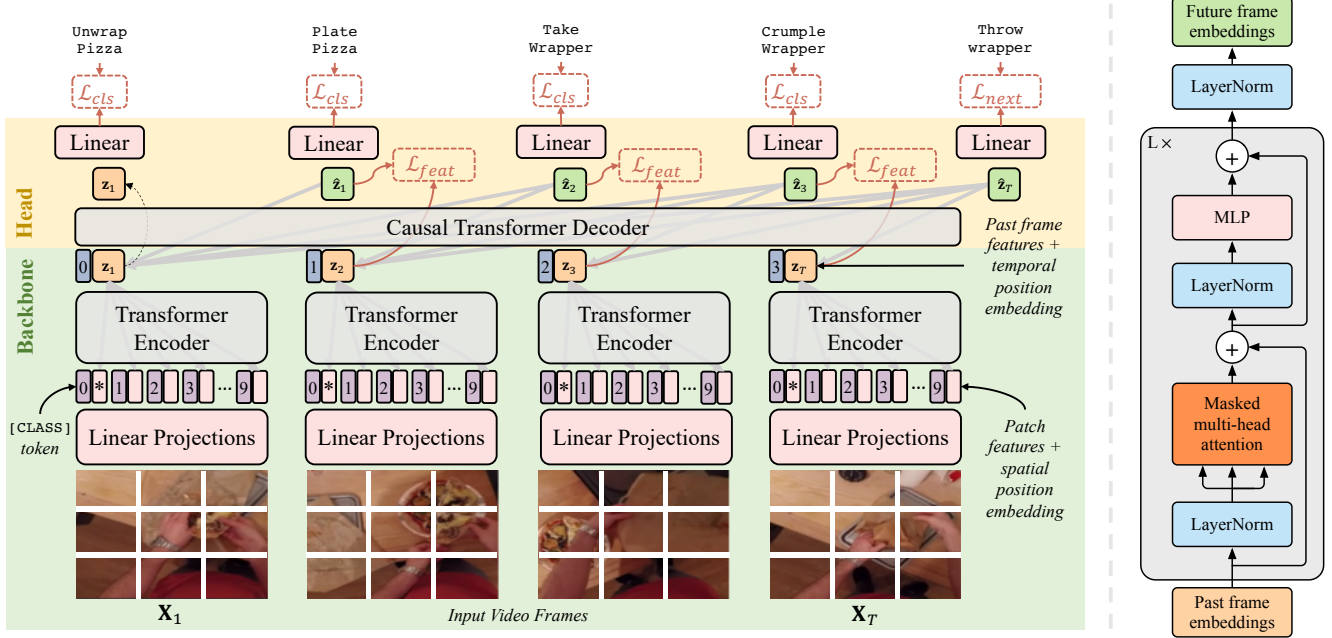 Unwrap
Pizza
Plate
Pizza
Take
Wrapper
Crumple
Wrapper
Throw
wrapper
ℒcls
ℒcls
ℒcls
ℒcls
ℒnext
Linear
Linear
Linear
Linear
Linear
ℒfeat
ℒfeat
ℒfeat
z1
ẑ1
ẑ2
ẑ3
ẑT
Head
Causal Transformer Decoder
Past frame
features +
temporal
position
embedding
0 z1
1 z2
2 z3
3 zT
Backbone
Transformer
Encoder
Transformer
Encoder
Transformer
Encoder
Transformer
Encoder
0 * 1 2 3 ... 9
0 * 1 2 3 ... 9
0 * 1 2 3 ... 9
0 * 1 2 3 ... 9
[CLASS]
token
Linear Projections
Linear Projections
Linear Projections
Linear Projections
Patch
features +
spatial
position
embedding
X1
Input Video Frames
XT
Future frame
embeddings
LayerNorm
L×
+
MLP
LayerNorm
+
Masked
multi-head
attention
LayerNorm
Past frame
embeddings